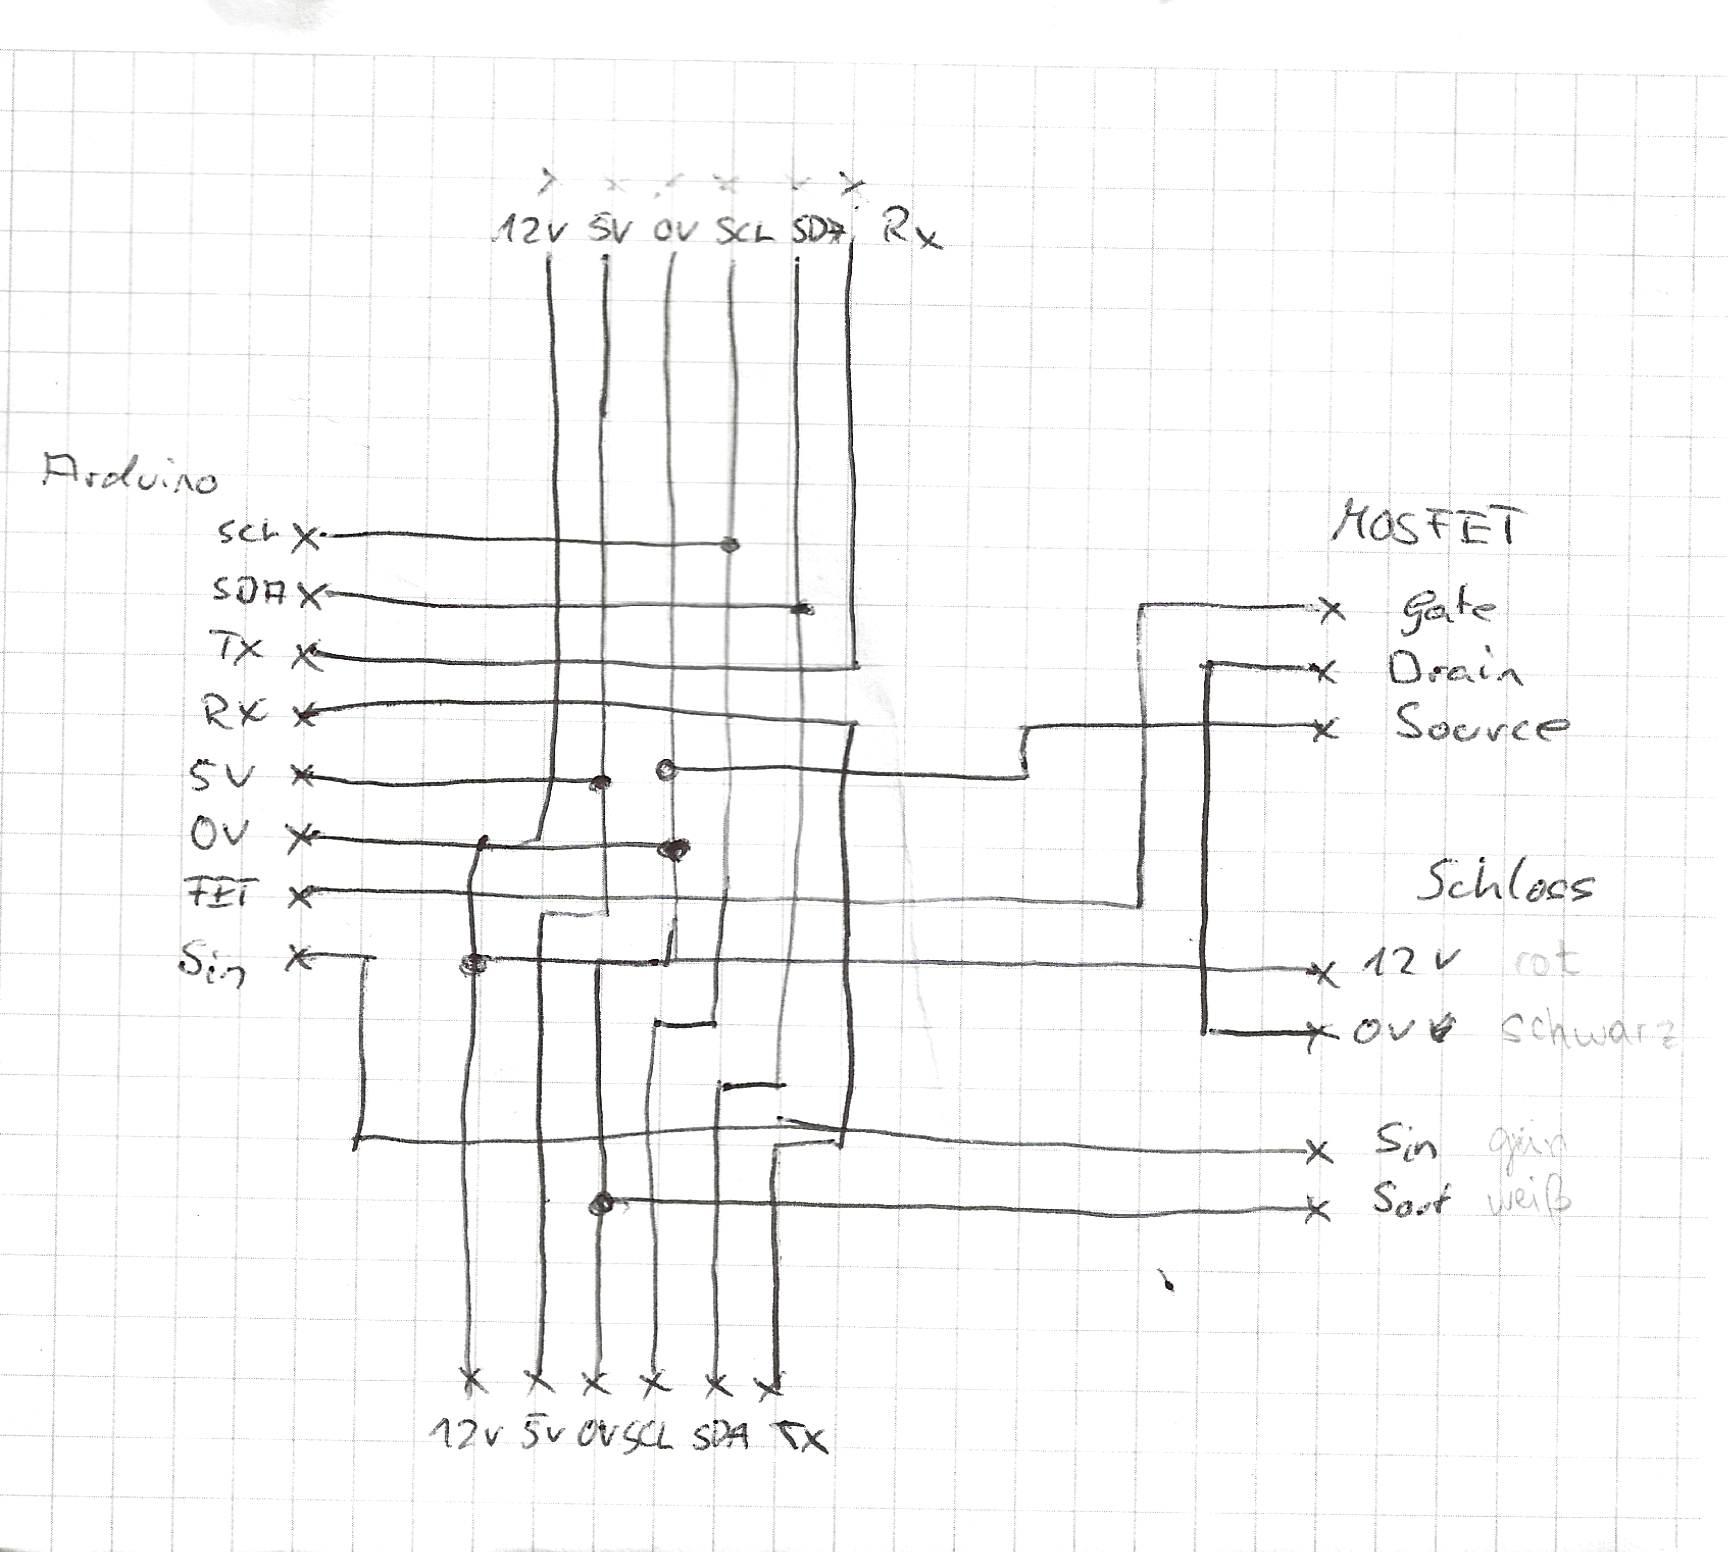 12V 5V 0V SCL SDA Rx
Arduino
SCL
SDA
TX
RX
5V
0V
FET
Sin
MOSFET
Gate
Drain
Source
Schloss
12V rot
0V schwarz
Sin grün
Sout weiß
12V 5V 0V SCL SDA Tx